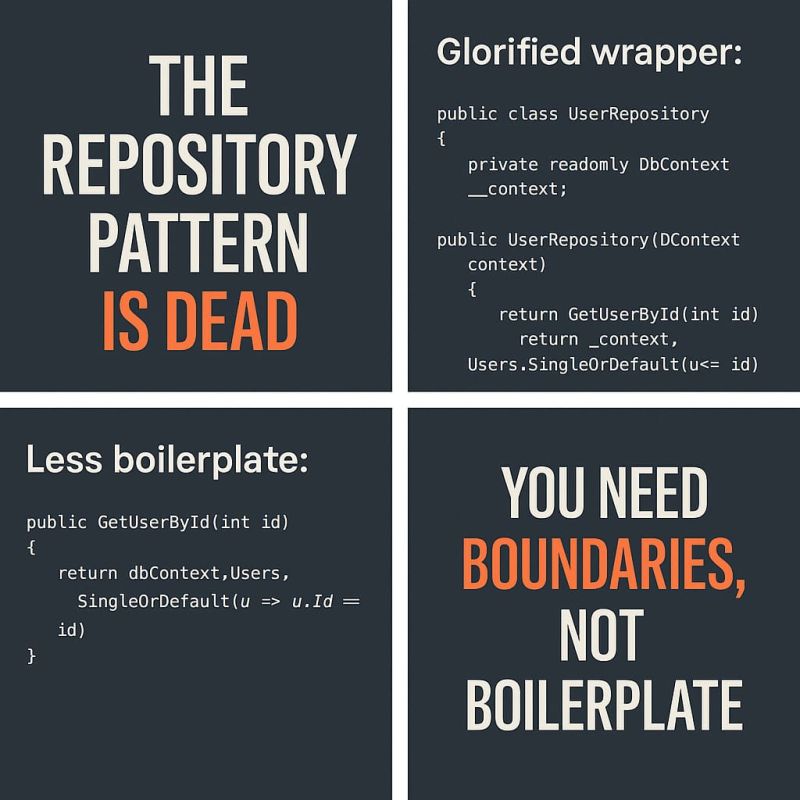 THE
REPOSITORY
PATTERN
IS DEAD
Glorified wrapper:
public class UserRepository
{
private readomly DbContext
__context;
public UserRepository(DContext
context)
{
return GetUserById(int id)
return _context,
Users.SingleOrDefault(u<= id)
Less boilerplate:
public GetUserById(int id)
{
return dbContext,Users,
SingleOrDefault(u => u.Id ==
id)
}
YOU NEED
BOUNDARIES,
NOT
BOILERPLATE